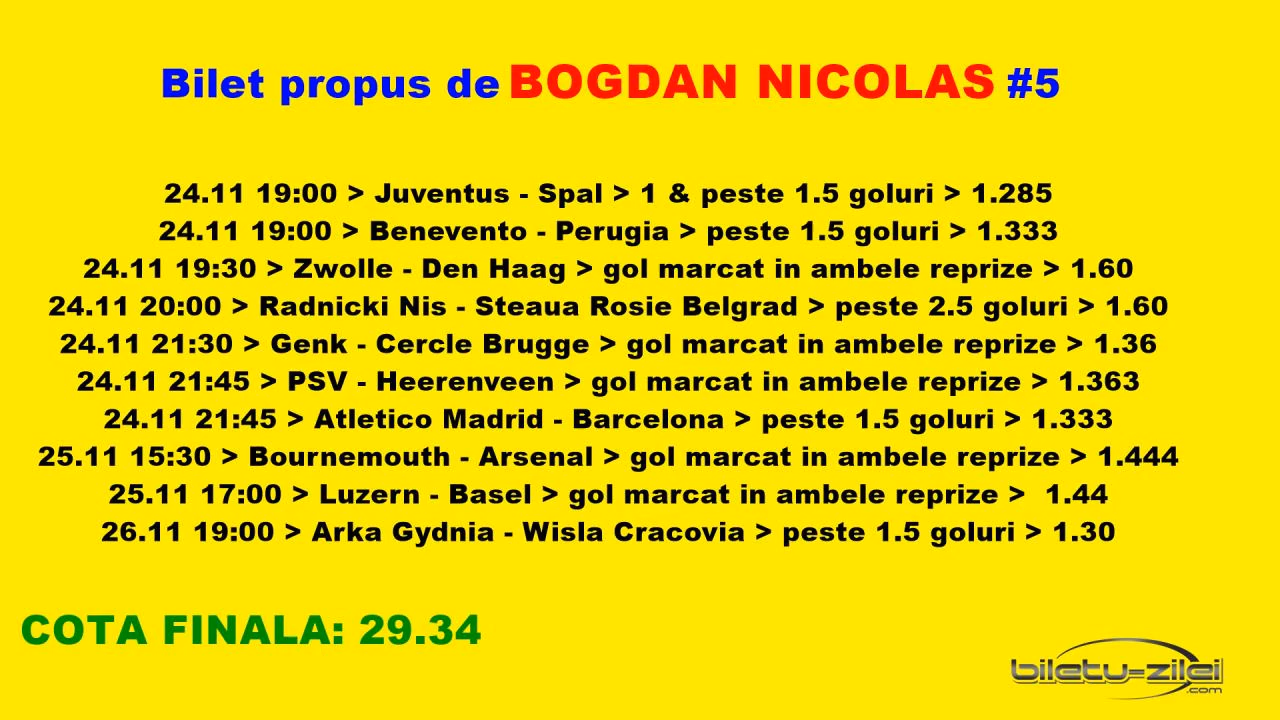 Bilet propus de BOGDAN NICOLAS #5
24.11 19:00 > Juventus - Spal > 1 & peste 1.5 goluri > 1.285
24.11 19:00 > Benevento - Perugia > peste 1.5 goluri > 1.333
24.11 19:30 > Zwolle - Den Haag > gol marcat in ambele reprize > 1.60
24.11 20:00 > Radnicki Nis - Steaua Rosie Belgrad > peste 2.5 goluri > 1.60
24.11 21:30 > Genk - Cercle Brugge > gol marcat in ambele reprize > 1.36
24.11 21:45 > PSV - Heerenveen > gol marcat in ambele reprize > 1.363
24.11 21:45 > Atletico Madrid - Barcelona > peste 1.5 goluri > 1.333
25.11 15:30 > Bournemouth - Arsenal > gol marcat in ambele reprize > 1.444
25.11 17:00 > Luzern - Basel > gol marcat in ambele reprize > 1.44
26.11 19:00 > Arka Gydnia - Wisla Cracovia > peste 1.5 goluri > 1.30
COTA FINALA: 29.34
biletu-zilei
.com